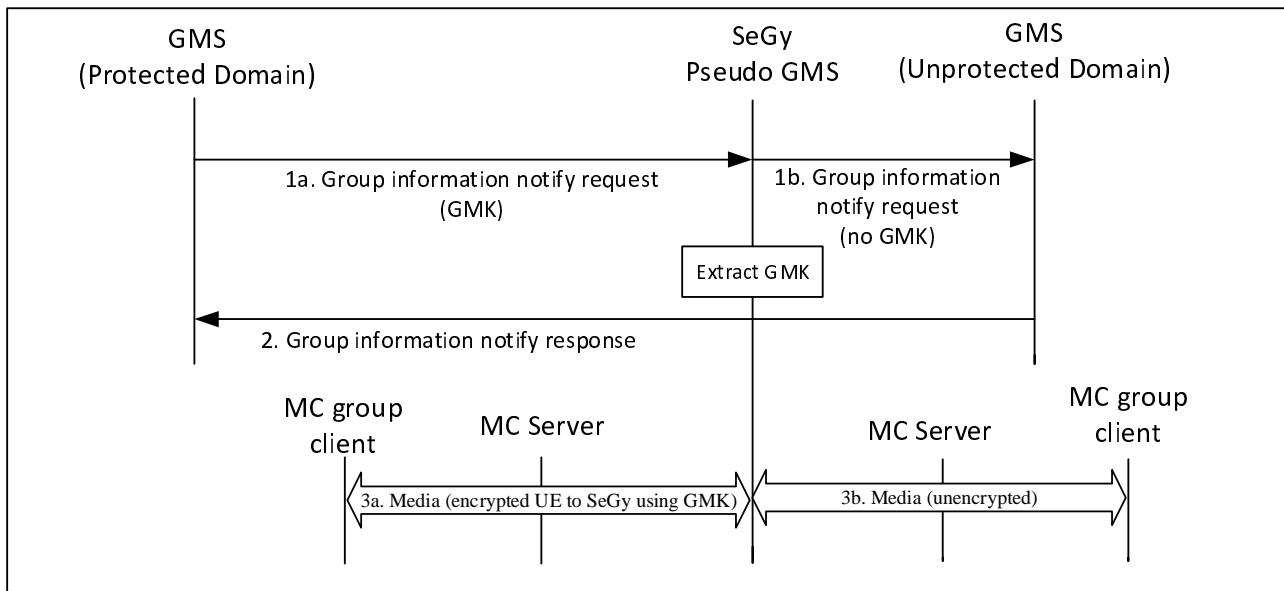 GMS
(Protected Domain)
SeGy
Pseudo GMS
GMS
(Unprotected Domain)
1a. Group information notify request
(GMK)
1b. Group information
notify request
(no GMK)
Extract GMK
2. Group information notify response
MC group
client
MC Server
MC Server
MC group
client
3a. Media (encrypted UE to SeGy using GMK)
3b. Media (unencrypted)